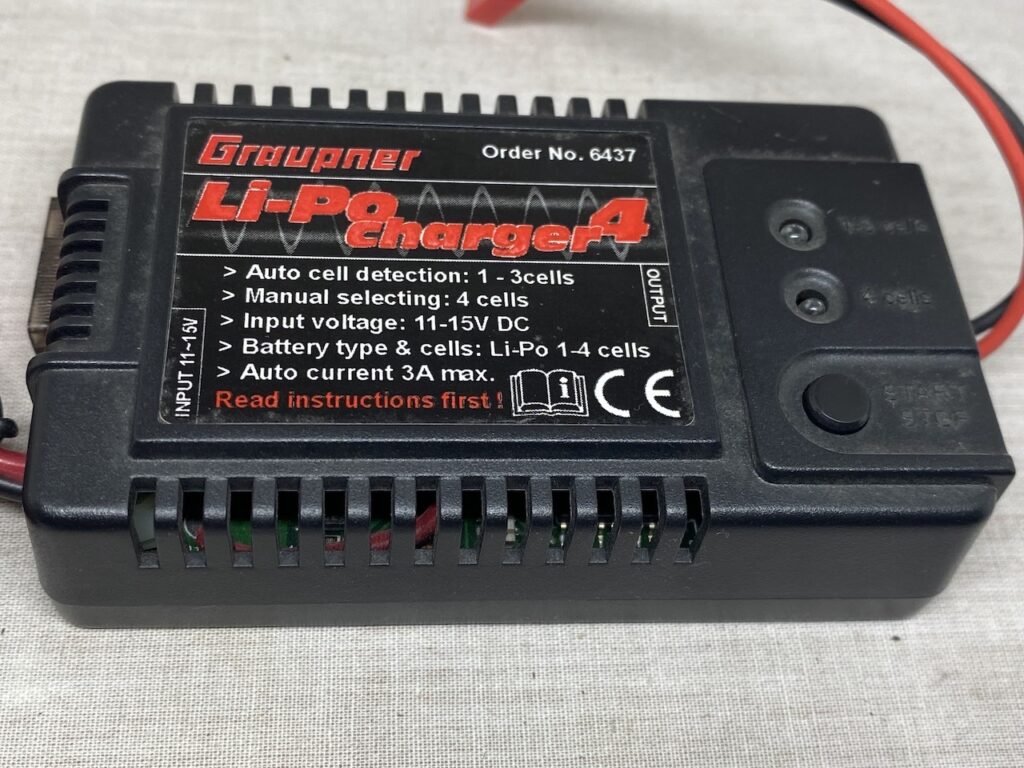 Graupner
Order No. 6437
Li-Po
charger4
> Auto cell detection: 1 - 3cells
> Manual selecting: 4 cells
> Input voltage: 11-15V DC
> Battery type & cells: Li-Po 1-4 cells
> Auto current 3A max.
Read instructions first !
INPUT 11~15V
OUTPUT
i
CE
cells
4 cells
START
STOP